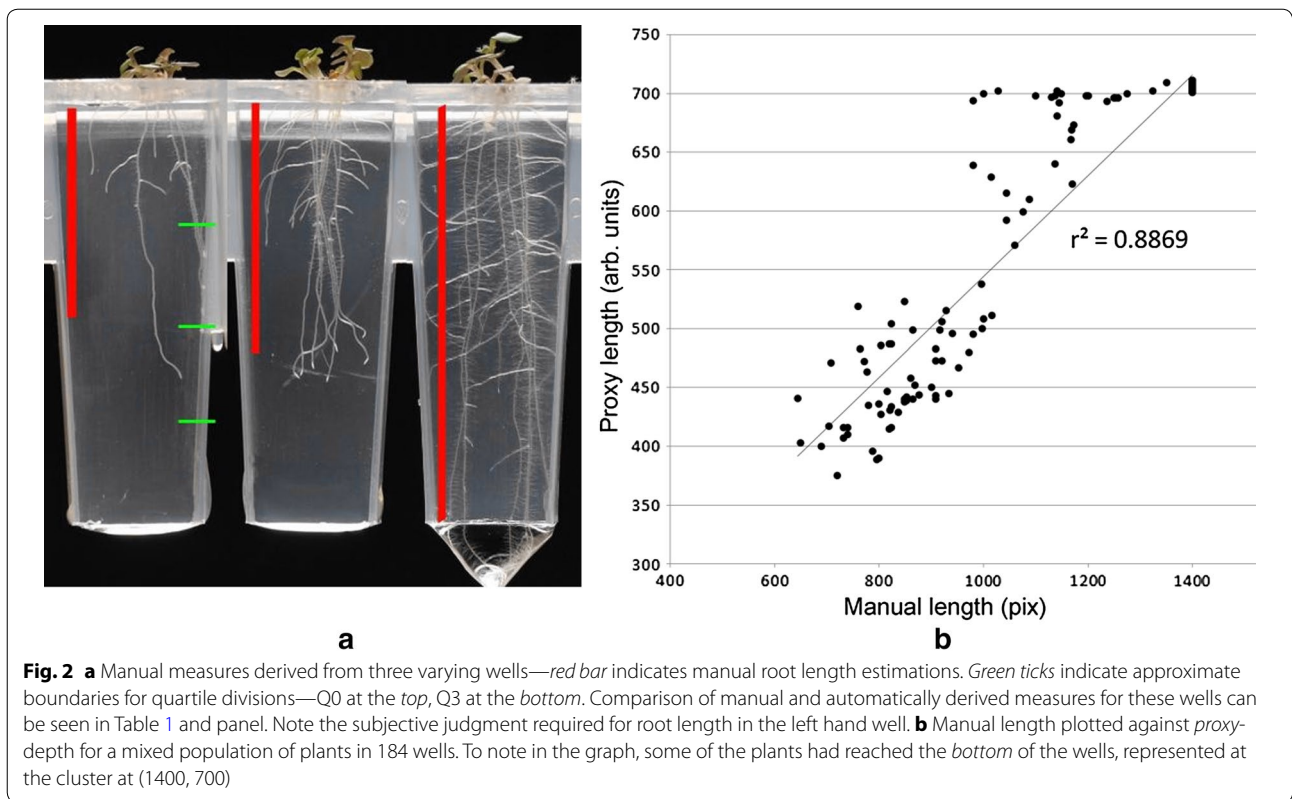 750
700
650
600
550
500
450
400
350
300
Proxy length (arb. units)
r² = 0.8869
400 600 800 1000 1200 1400
Manual length (pix)
a
b
Fig. 2 a Manual measures derived from three varying wells—red bar indicates manual root length estimations. Green ticks indicate approximate
boundaries for quartile divisions—Q0 at the top, Q3 at the bottom. Comparison of manual and automatically derived measures for these wells can
be seen in Table 1 and panel. Note the subjective judgment required for root length in the left hand well. b Manual length plotted against proxy-
depth for a mixed population of plants in 184 wells. To note in the graph, some of the plants had reached the bottom of the wells, represented at
the cluster at (1400, 700)